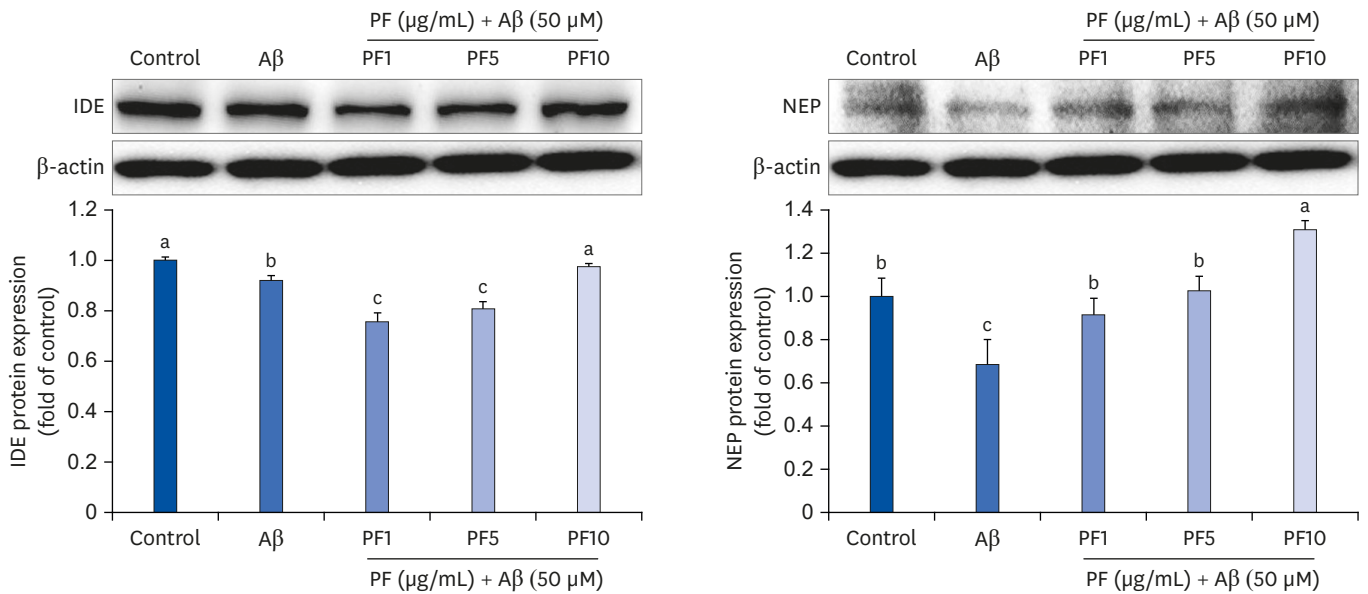 PF (µg/mL) + Aβ (50 µM)
Control Aβ PF1 PF5 PF10
IDE
β-actin
1.2
1.0
0.8
0.6
0.4
0.2
0
IDE protein expression
(fold of control)
a
b
c
c
a
Control Aβ PF1 PF5 PF10
PF (µg/mL) + Aβ (50 µM)
PF (µg/mL) + Aβ (50 µM)
Control Aβ PF1 PF5 PF10
NEP
β-actin
1.4
1.2
1.0
0.8
0.6
0.4
0.2
0
NEP protein expression
(fold of control)
b
c
b
b
a
Control Aβ PF1 PF5 PF10
PF (µg/mL) + Aβ (50 µM)